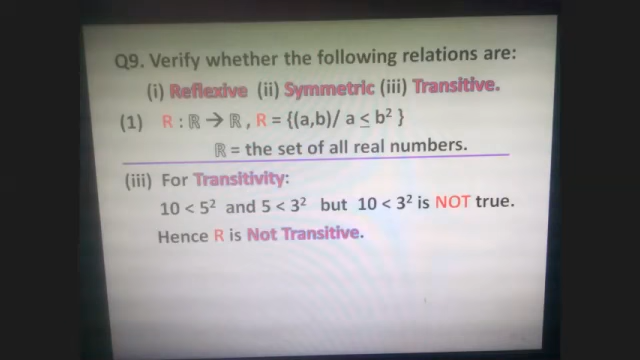 Q9. Verify whether the following relations are:
(i) Reflexive (ii) Symmetric (iii) Transitive.
(1) R : ℝ → ℝ , R = {(a,b)/ a ≤ b² }
ℝ = the set of all real numbers.
(iii) For Transitivity:
10 < 5² and 5 < 3² but 10 < 3² is NOT true.
Hence R is Not Transitive.